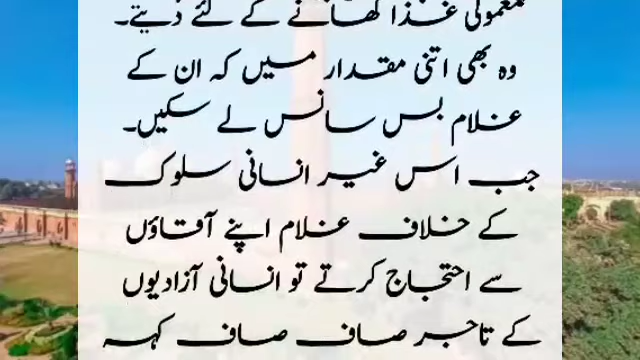 معمولی غذا کھانے کے لئے دیتے۔
وہ بھی اتنی مقدار میں کہ ان کے
غلام بس سانس لے سکیں۔
جب اس غیر انسانی سلوک
کے خلاف غلام اپنے آقاؤں
سے احتجاج کرتے تو انسانی آزادیوں
کے تاجر صاف صاف کہہ